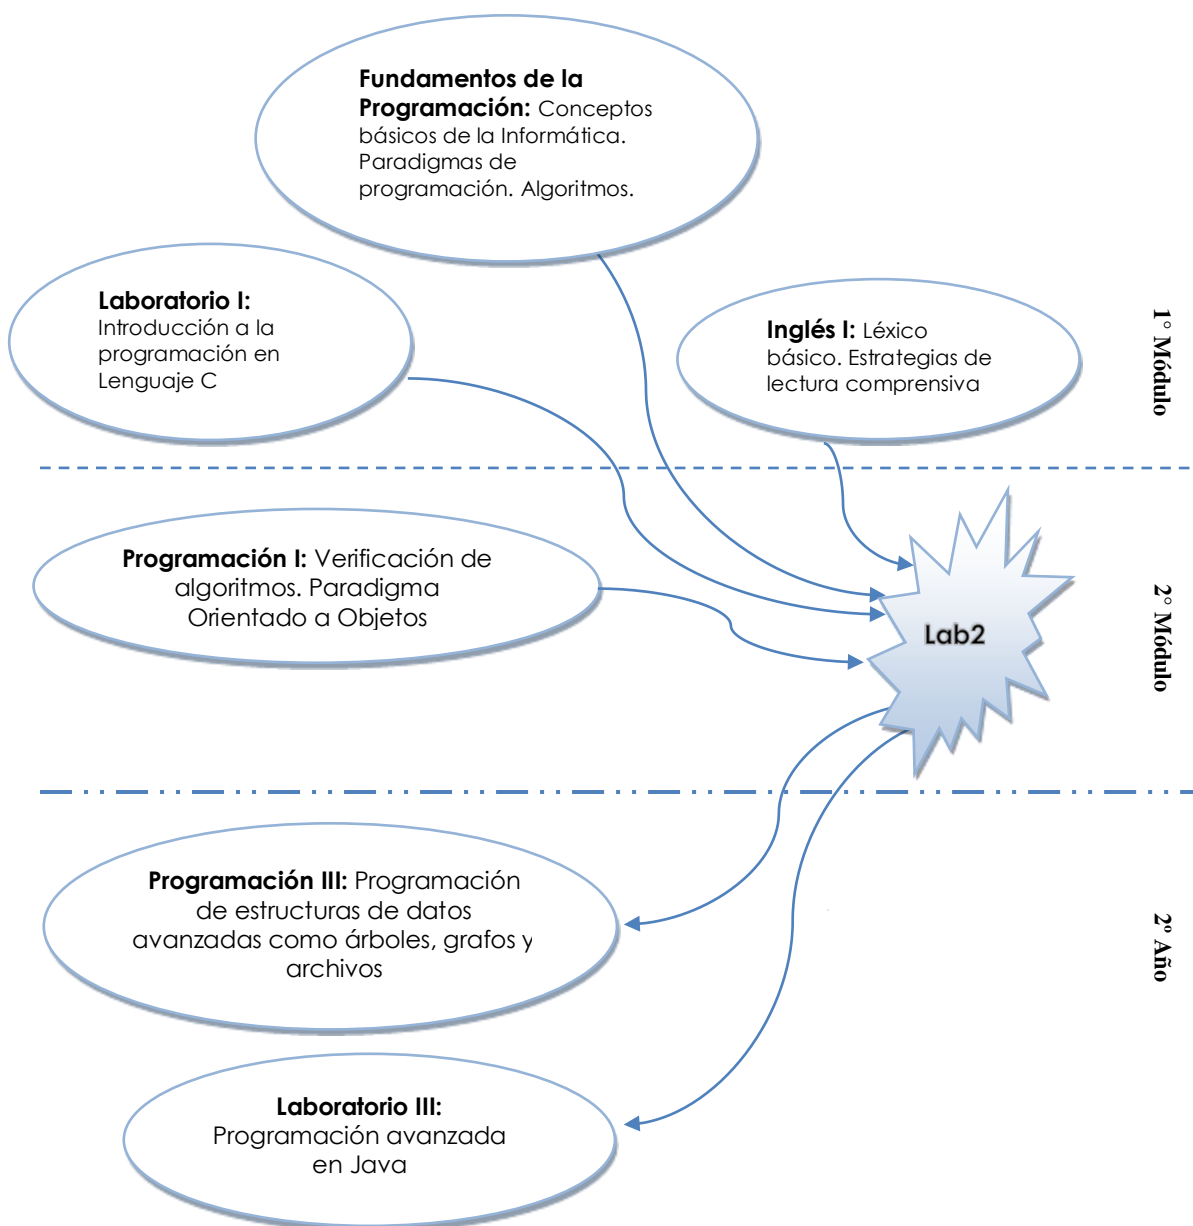 Fundamentos de la
Programación: Conceptos
básicos de la Informática.
Paradigmas de
programación. Algoritmos.
Laboratorio I:
Introducción a la
programación en
Lenguaje C
Inglés I: Léxico
básico. Estrategias de
lectura comprensiva
1° Módulo
Programación I: Verificación de
algoritmos. Paradigma
Orientado a Objetos
Lab2
2° Módulo
Programación III: Programación
de estructuras de datos
avanzadas como árboles, grafos y
archivos
2º Año
Laboratorio III:
Programación avanzada
en Java